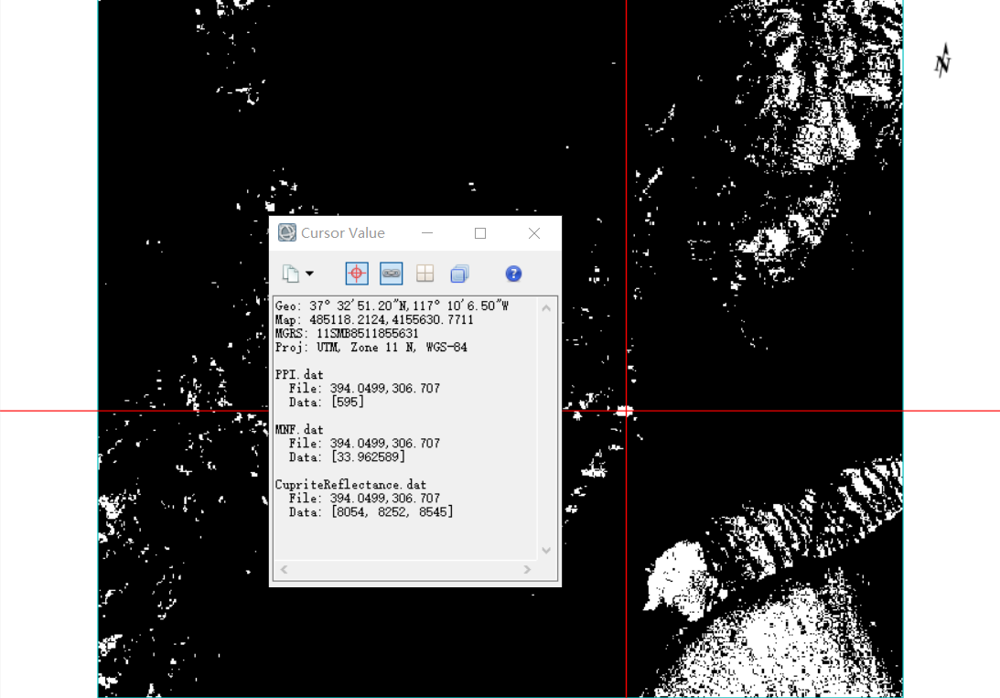 N
Cursor Value
Geo: 37° 32′51.20″N,117° 10′6.50″W
Map: 485118.2124,4155630.7711
MGRS: 11SMB8511855631
Proj: UTM, Zone 11 N, WGS-84
PPI.dat
File: 394.0499,306.707
Data: [595]
MNF.dat
File: 394.0499,306.707
Data: [33.962589]
CupriteReflectance.dat
File: 394.0499,306.707
Data: [8054, 8252, 8545]